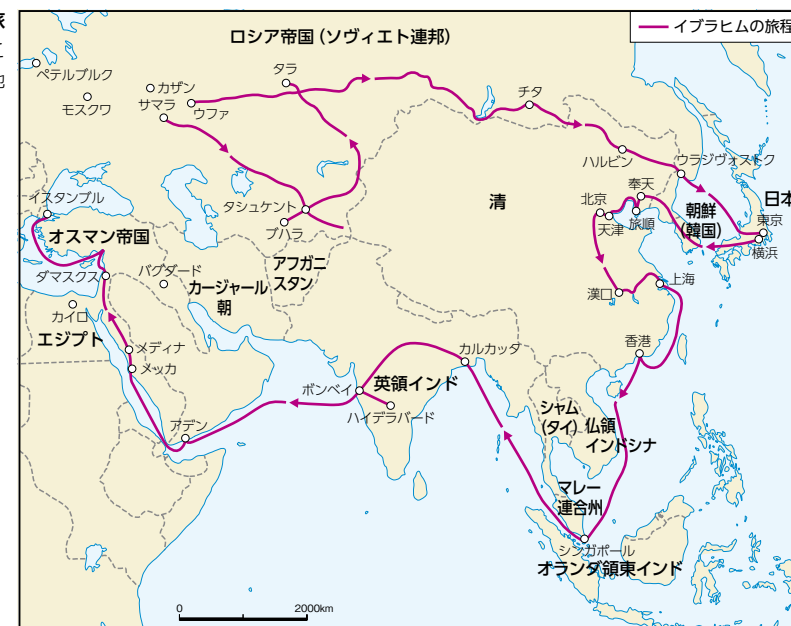 旅
イブラヒムの旅程
ロシア帝国（ソヴィエト連邦）
ペテルブルク
モスクワ
カザン
サマラ
ウファ
タラ
チタ
ハルビン
ウラジヴォストク
イスタンブル
オスマン帝国
タシュケント
ブハラ
清
北京
天津
奉天
旅順
朝鮮
（韓国）
日本
東京
横浜
ダマスクス
バグダード
カージャール
朝
アフガニ
スタン
漢口
上海
カイロ
エジプト
メディナ
メッカ
アデン
ボンベイ
英領インド
ハイデラバード
カルカッタ
香港
シャム
（タイ）
仏領
インドシナ
マレー
連合州
シンガポール
オランダ領東インド
0
2000km